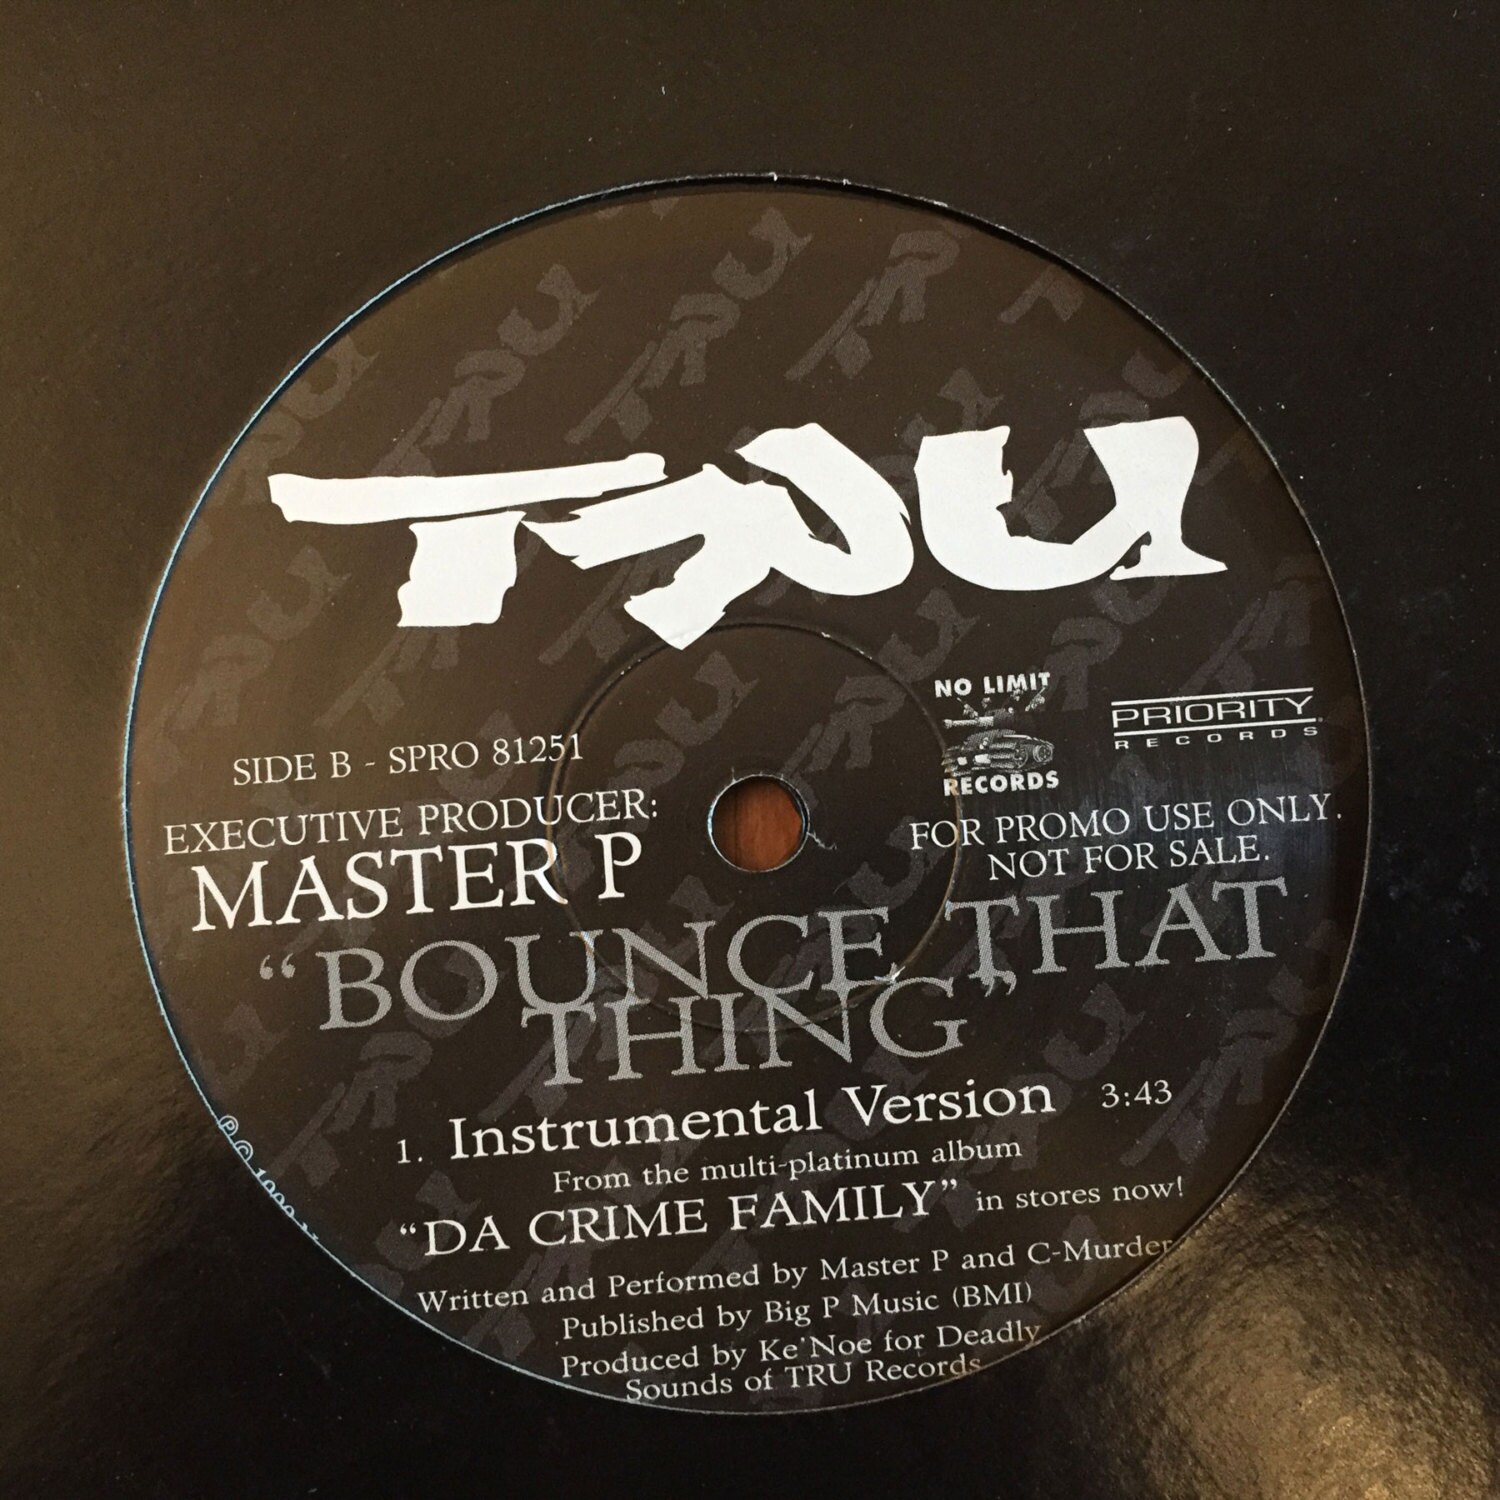 TRU
NO LIMIT
RECORDS
PRIORITY
RECORDS
SIDE B - SPRO 81251
EXECUTIVE PRODUCER:
MASTER P
FOR PROMO USE ONLY.
NOT FOR SALE.
“BOUNCE THAT
THING”
1. Instrumental Version 3:43
From the multi-platinum album
“DA CRIME FAMILY” in stores now!
Written and Performed by Master P and C-Murder
Published by Big P Music (BMI)
Produced by Ke'Noe for Deadly
Sounds of TRU Records
℗ ©